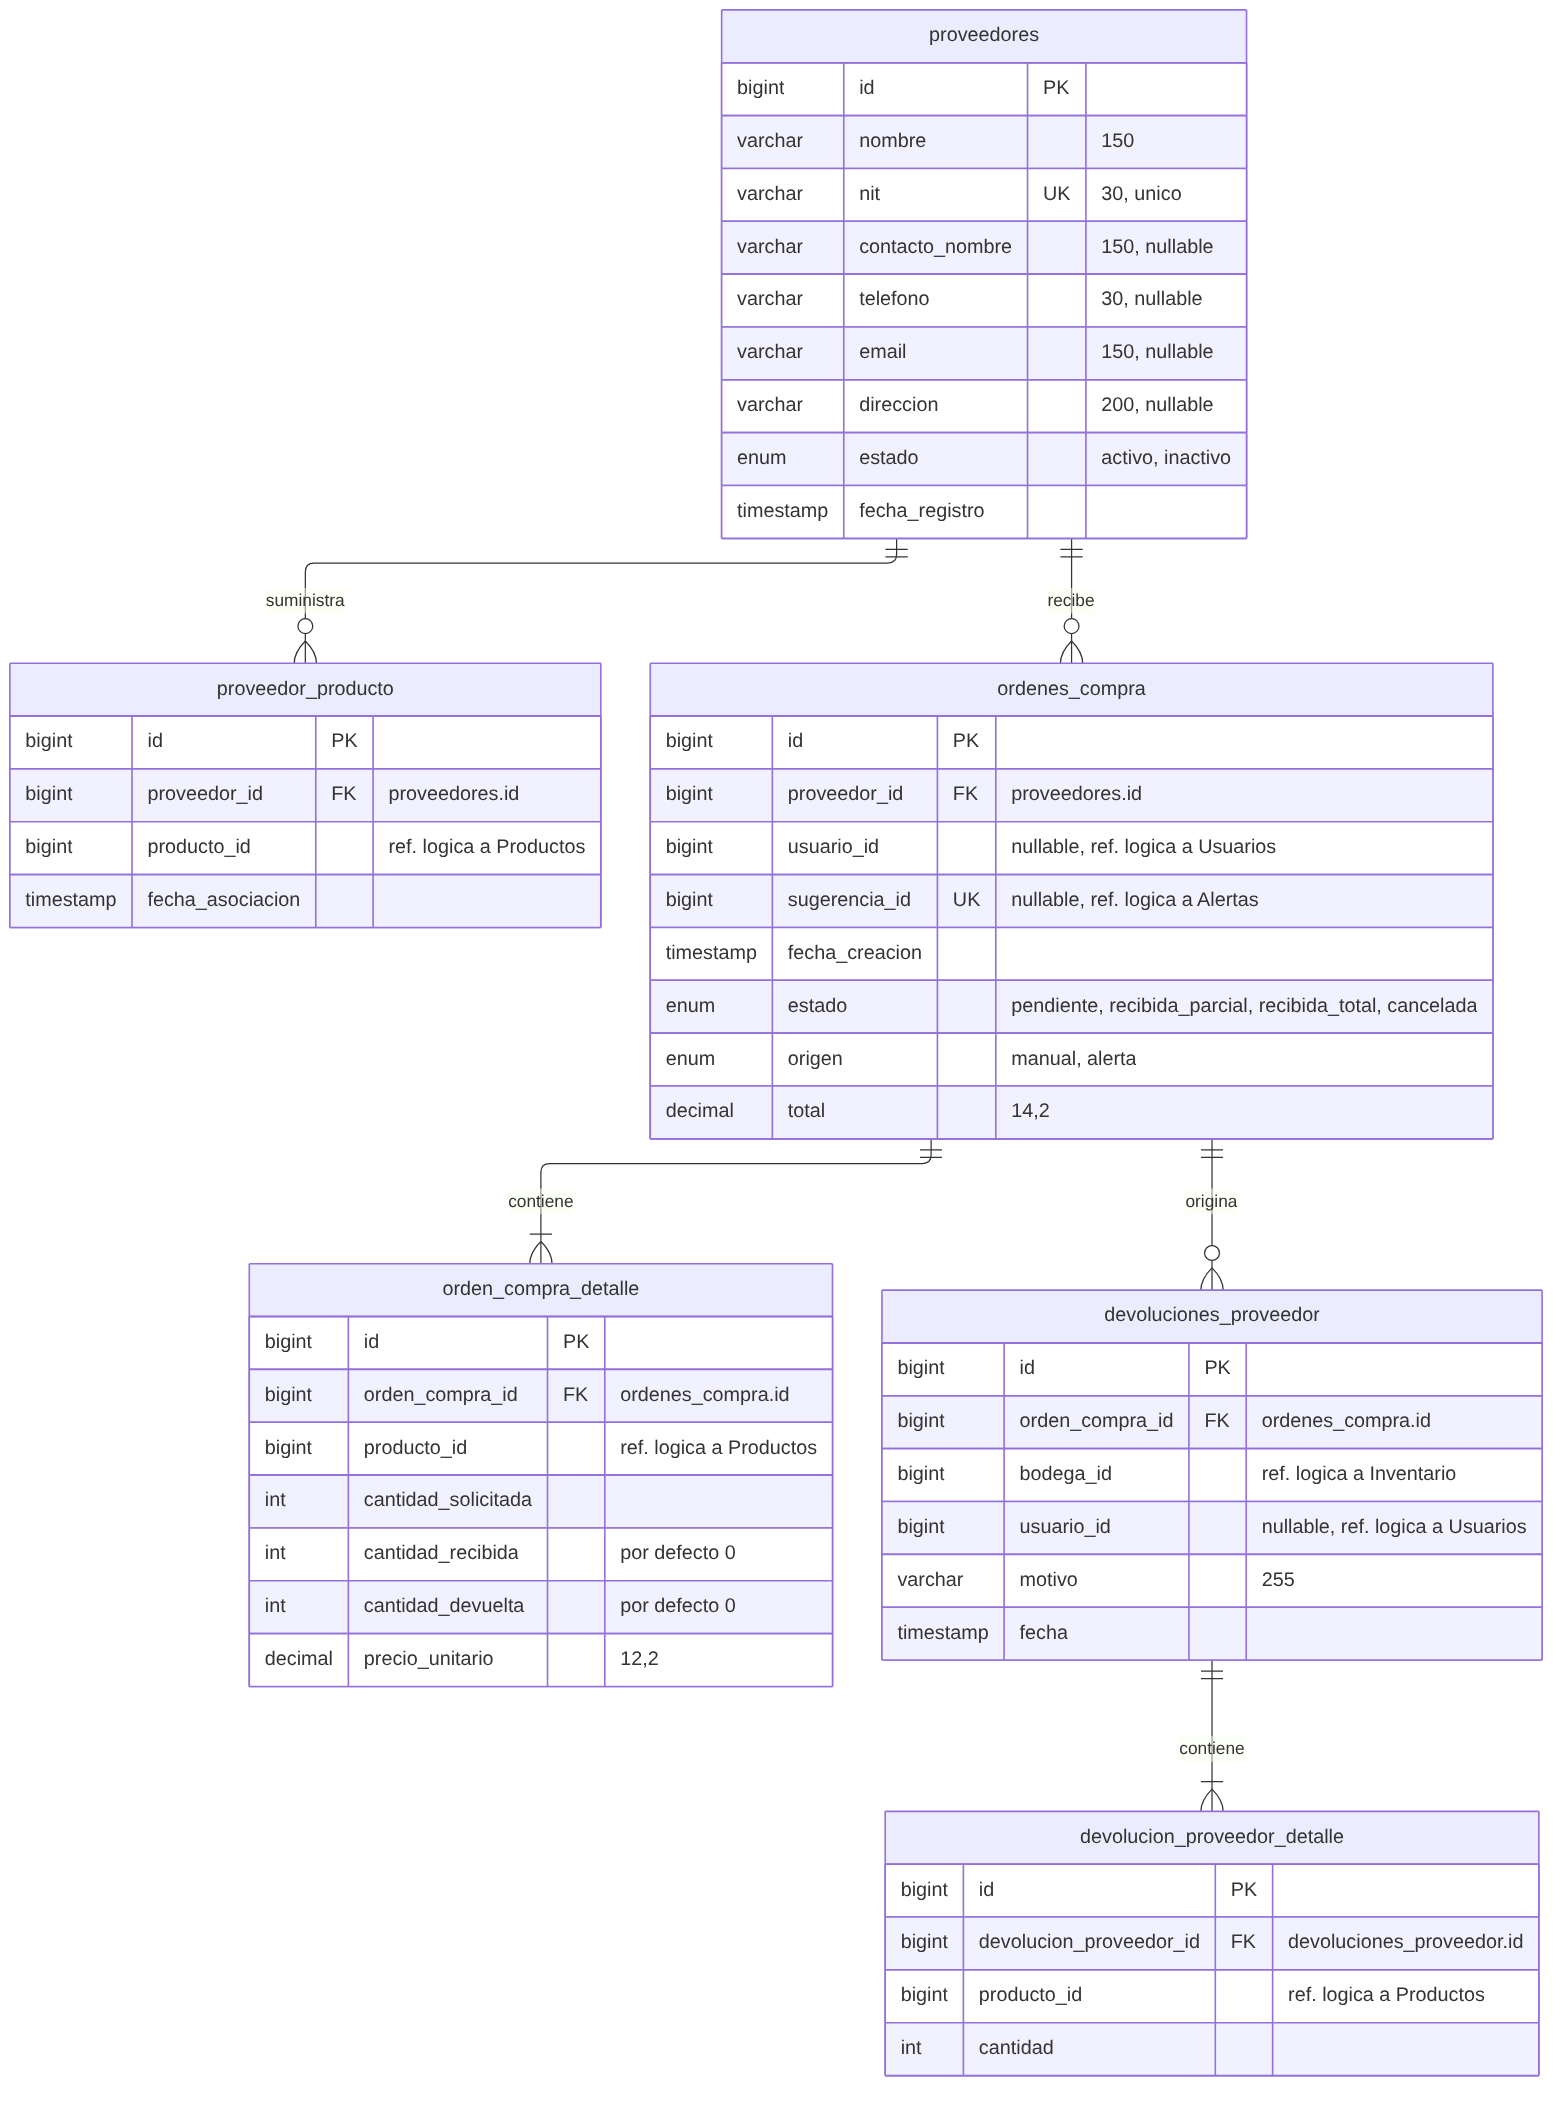 proveedores
bigint id PK
varchar nombre 150
varchar nit UK 30, unico
varchar contacto_nombre 150, nullable
varchar telefono 30, nullable
varchar email 150, nullable
varchar direccion 200, nullable
enum estado activo, inactivo
timestamp fecha_registro
suministra
recibe
proveedor_producto
bigint id PK
bigint proveedor_id FK proveedores.id
bigint producto_id ref. logica a Productos
timestamp fecha_asociacion
ordenes_compra
bigint id PK
bigint proveedor_id FK proveedores.id
bigint usuario_id nullable, ref. logica a Usuarios
bigint sugerencia_id UK nullable, ref. logica a Alertas
timestamp fecha_creacion
enum estado pendiente, recibida_parcial, recibida_total, cancelada
enum origen manual, alerta
decimal total 14,2
contiene
origina
orden_compra_detalle
bigint id PK
bigint orden_compra_id FK ordenes_compra.id
bigint producto_id ref. logica a Productos
int cantidad_solicitada
int cantidad_recibida por defecto 0
int cantidad_devuelta por defecto 0
decimal precio_unitario 12,2
devoluciones_proveedor
bigint id PK
bigint orden_compra_id FK ordenes_compra.id
bigint bodega_id ref. logica a Inventario
bigint usuario_id nullable, ref. logica a Usuarios
varchar motivo 255
timestamp fecha
contiene
devolucion_proveedor_detalle
bigint id PK
bigint devolucion_proveedor_id FK devoluciones_proveedor.id
bigint producto_id ref. logica a Productos
int cantidad